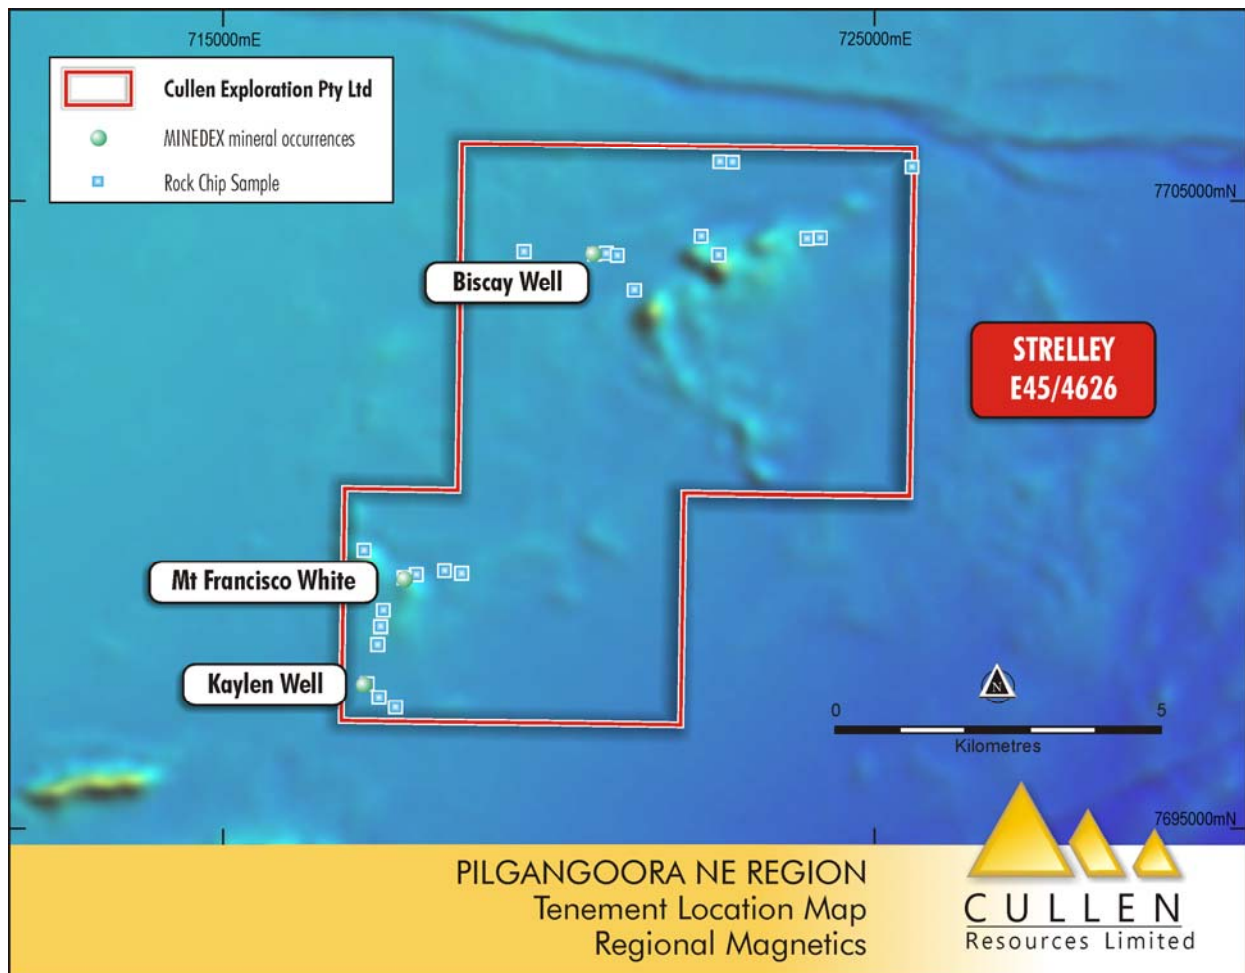 715000mE
725000mE
Cullen Exploration Pty Ltd
MINEDEX mineral occurrences
Rock Chip Sample
7705000mN
Biscay Well
STRELLEY
E45/4626
Mt Francisco White
Kaylen Well
N
0
5
Kilometres
7695000mN
PILGANGOORA NE REGION
Tenement Location Map
Regional Magnetics
CULLEN
Resources Limited